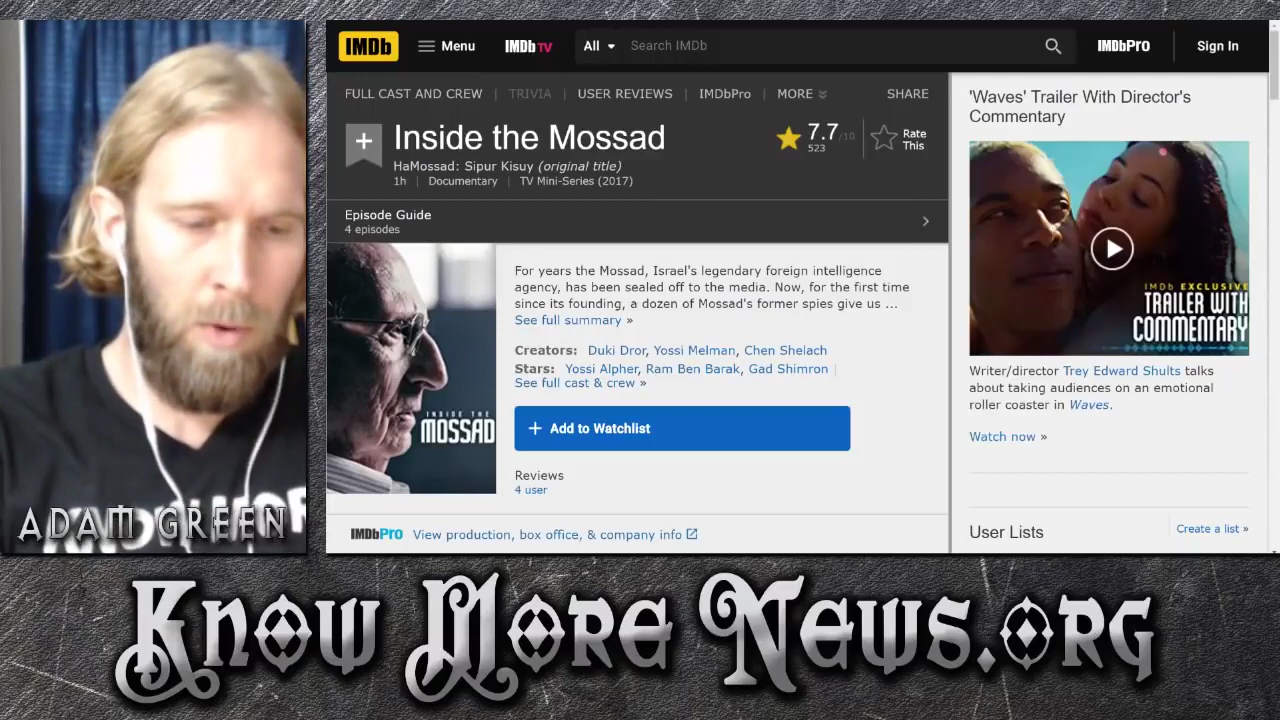 IMDb Menu IMDb TV All Search IMDb IMDbPRO Sign In
FULL CAST AND CREW | TRIVIA | USER REVIEWS | IMDbPro | MORE SHARE
+ Inside the Mossad
HaMossad: Sipur Kisuy (original title)
1h | Documentary | TV Mini-Series (2017)
7.7/10
523
Rate
This
Episode Guide
4 episodes
INSIDE THE
MOSSAD
For years the Mossad, Israel's legendary foreign intelligence
agency, has been sealed off to the media. Now, for the first time
since its founding, a dozen of Mossad's former spies give us ...
See full summary »
Creators: Duki Dror, Yossi Melman, Chen Shelach
Stars: Yossi Alpher, Ram Ben Barak, Gad Shimron |
See full cast & crew »
+ Add to Watchlist
Reviews
4 user
IMDbPro View production, box office, & company info
'Waves' Trailer With Director's
Commentary
IMDb EXCLUSIVE
TRAILER WITH
COMMENTARY
Writer/director Trey Edward Shults talks
about taking audiences on an emotional
roller coaster in Waves.
Watch now »
User Lists Create a list »
ADAM GREEN
KNOW MORE NEWS.ORG